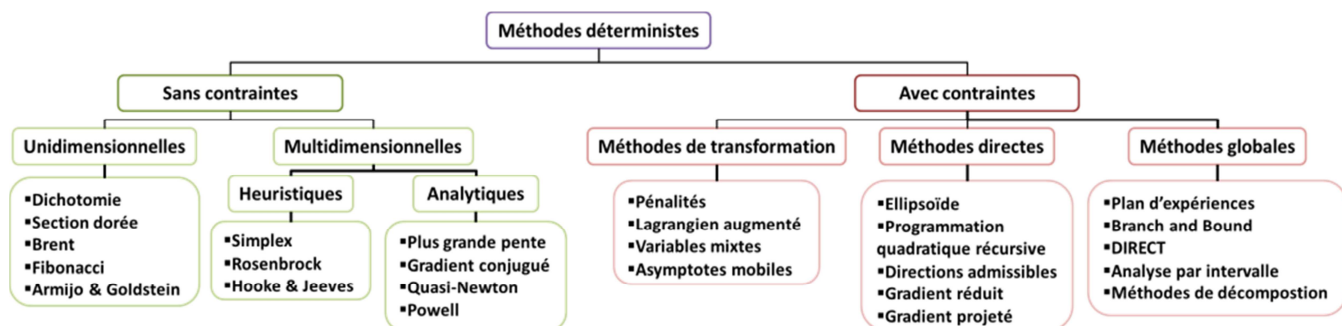 Méthodes déterministes
Sans contraintes
Avec contraintes
Unidimensionnelles
Multidimensionnelles
Méthodes de transformation
Méthodes directes
Méthodes globales
▪Dichotomie
▪Section dorée
▪Brent
▪Fibonacci
▪Armijo & Goldstein
Heuristiques
Analytiques
▪Simplex
▪Rosenbrock
▪Hooke & Jeeves
▪Plus grande pente
▪Gradient conjugué
▪Quasi-Newton
▪Powell
▪Pénalités
▪Lagrangien augmenté
▪Variables mixtes
▪Asymptotes mobiles
▪Ellipsoïde
▪Programmation
quadratique récursive
▪Directions admissibles
▪Gradient réduit
▪Gradient projeté
▪Plan d'expériences
▪Branch and Bound
▪DIRECT
▪Analyse par intervalle
▪Méthodes de décompostion